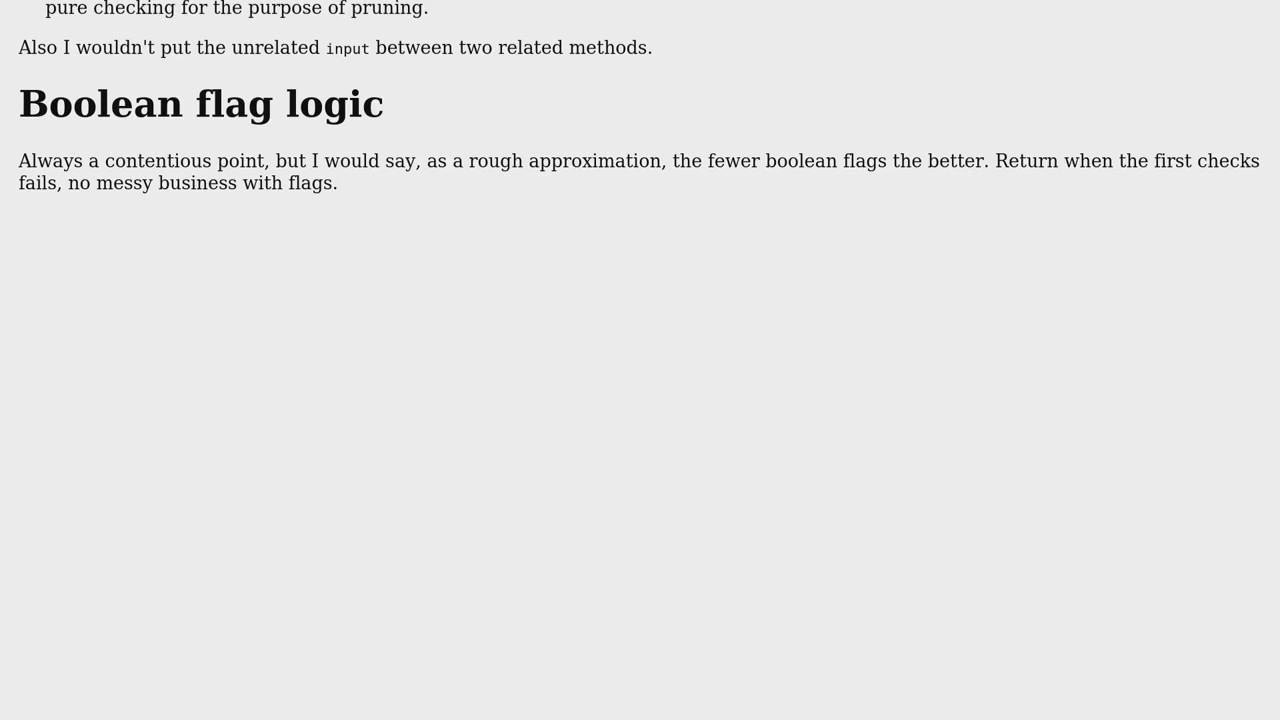 pure checking for the purpose of pruning.
Also I wouldn't put the unrelated input between two related methods.
Boolean flag logic
Always a contentious point, but I would say, as a rough approximation, the fewer boolean flags the better. Return when the first checks
fails, no messy business with flags.